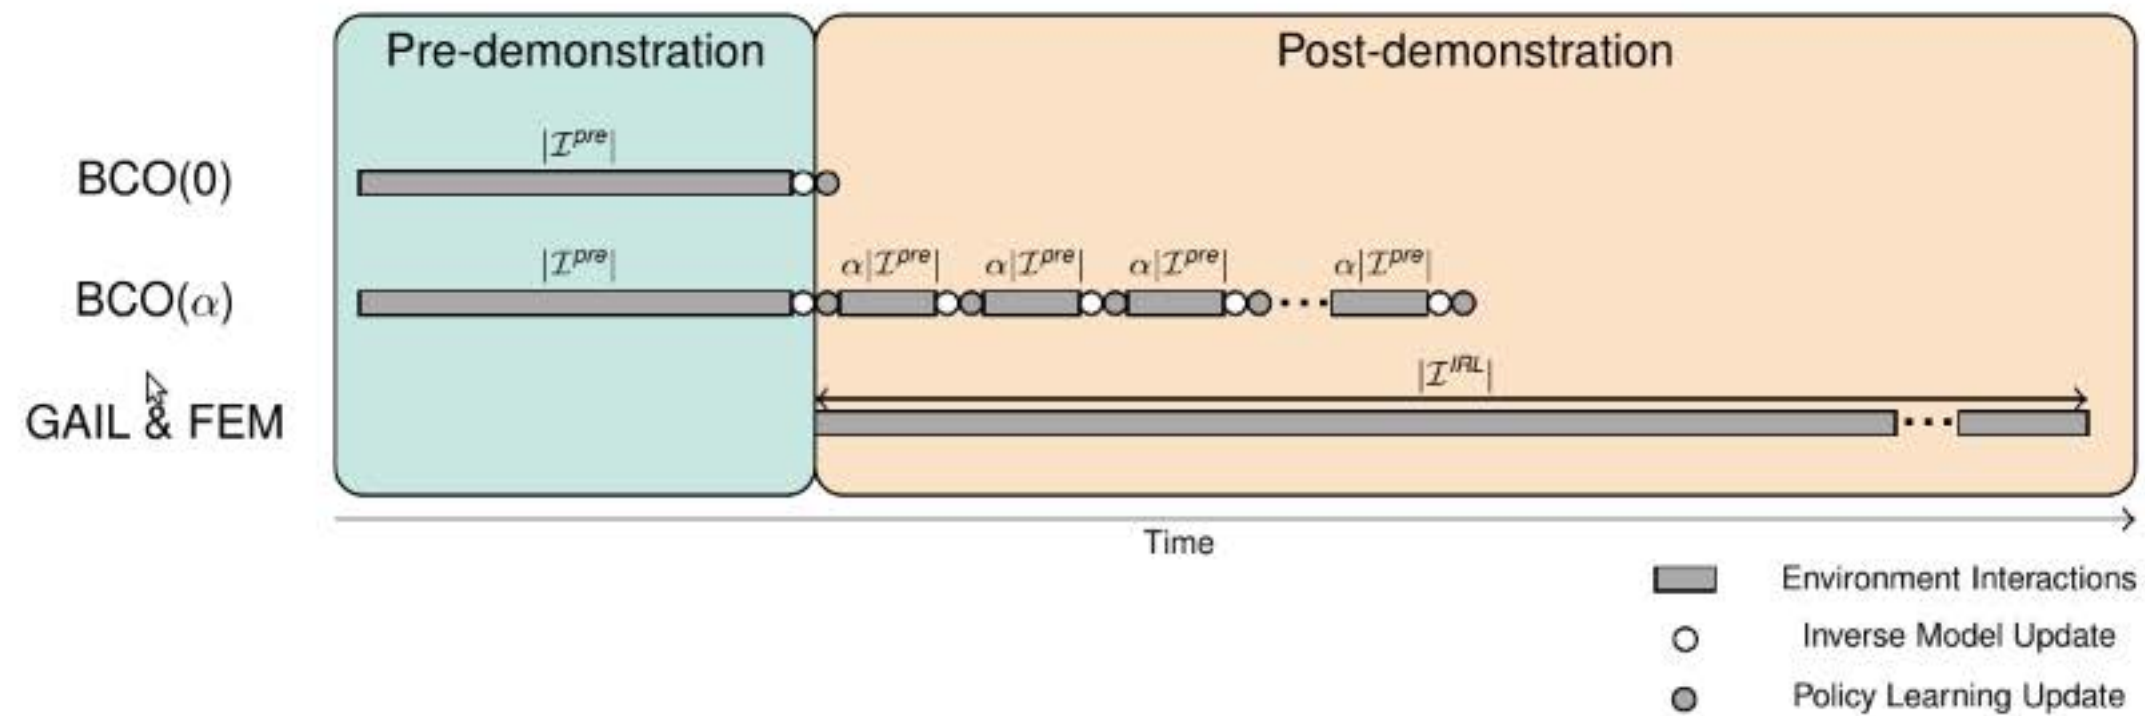 Pre-demonstration Post-demonstration
|ℐ^pre|
BCO(0)
|ℐ^pre| α|ℐ^pre| α|ℐ^pre| α|ℐ^pre| α|ℐ^pre|
BCO(α) ···
|ℐ^IRL|
GAIL & FEM ···
Time
Environment Interactions
Inverse Model Update
Policy Learning Update